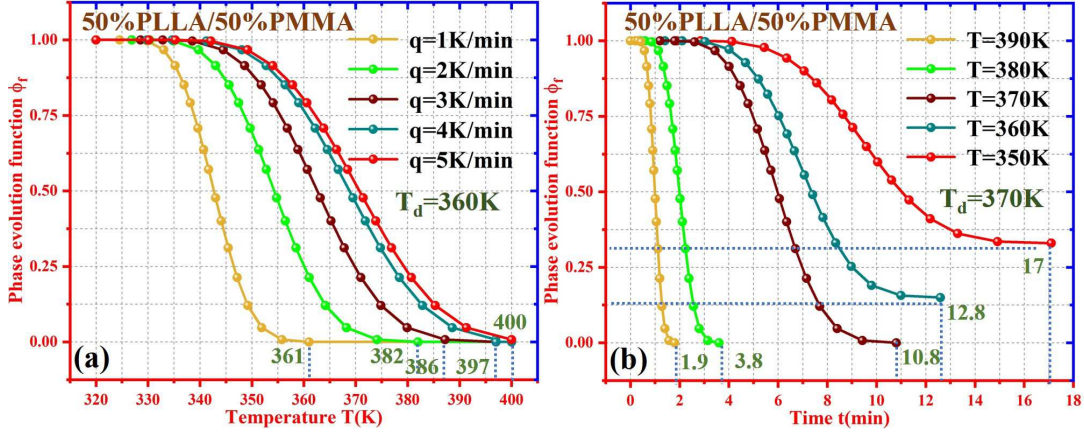 50%PLLA/50%PMMA
Phase evolution function ϕf
1.00
0.75
0.50
0.25
0.00
q=1K/min
q=2K/min
q=3K/min
q=4K/min
q=5K/min
Td=360K
400
361
382
386
397
(a)
320
330
340
350
360
370
380
390
400
Temperature T(K)
50%PLLA/50%PMMA
Phase evolution function ϕf
1.00
0.75
0.50
0.25
0.00
T=390K
T=380K
T=370K
T=360K
T=350K
Td=370K
17
12.8
1.9
3.8
10.8
(b)
0
2
4
6
8
10
12
14
16
18
Time t(min)